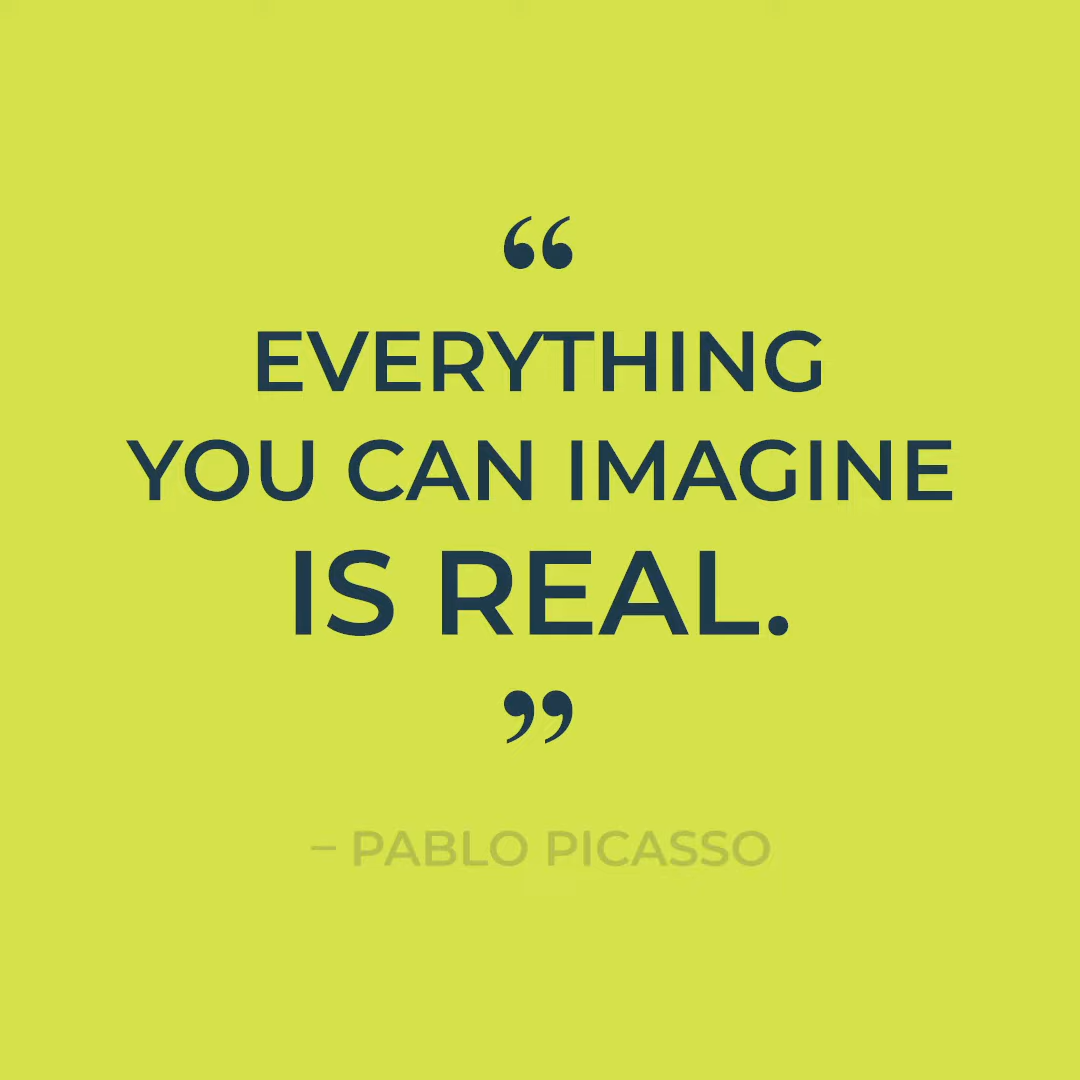 “
EVERYTHING
YOU CAN IMAGINE
IS REAL.
”
– PABLO PICASSO